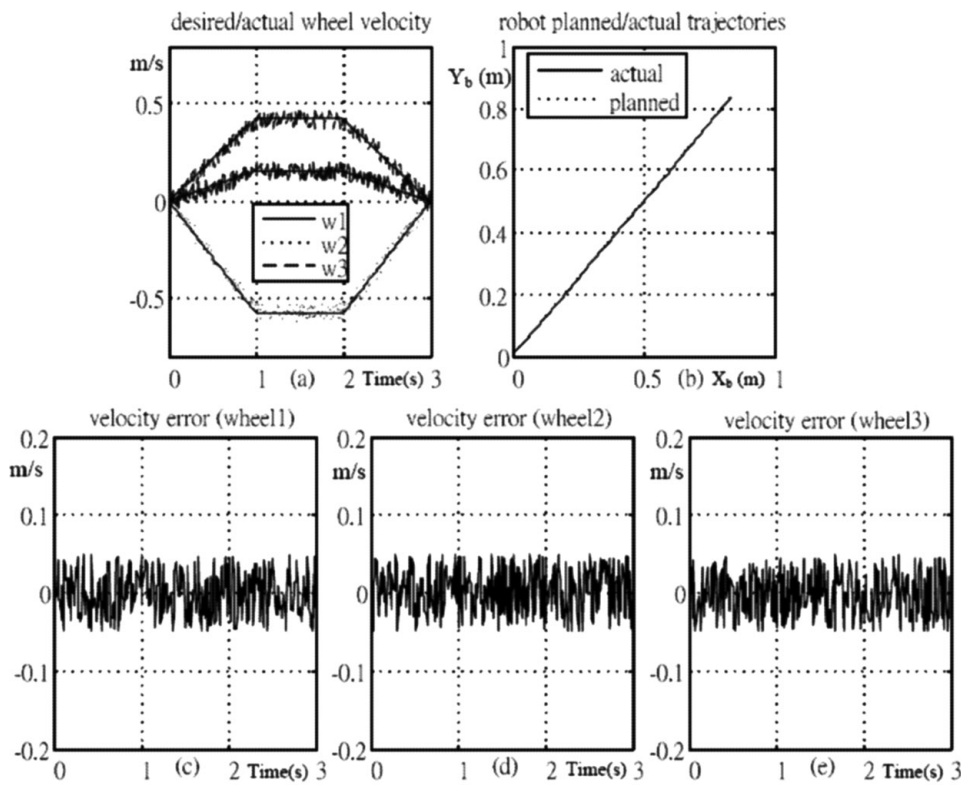 desired/actual wheel velocity
m/s
0.5
0
-0.5
w1
w2
w3
0 1 (a) 2 Time(s) 3
robot planned/actual trajectories
1
Yb (m)
0.8
0.6
0.4
0.2
0
actual
planned
0 0.5 (b) Xb (m) 1
velocity error (wheel1)
0.2
m/s
0.1
0
-0.1
-0.2
0 1 (c) 2 Time(s) 3
velocity error (wheel2)
0.2
m/s
0.1
0
-0.1
-0.2
0 1 (d) 2 Time(s) 3
velocity error (wheel3)
0.2
m/s
0.1
0
-0.1
-0.2
0 1 (e) 2 Time(s) 3